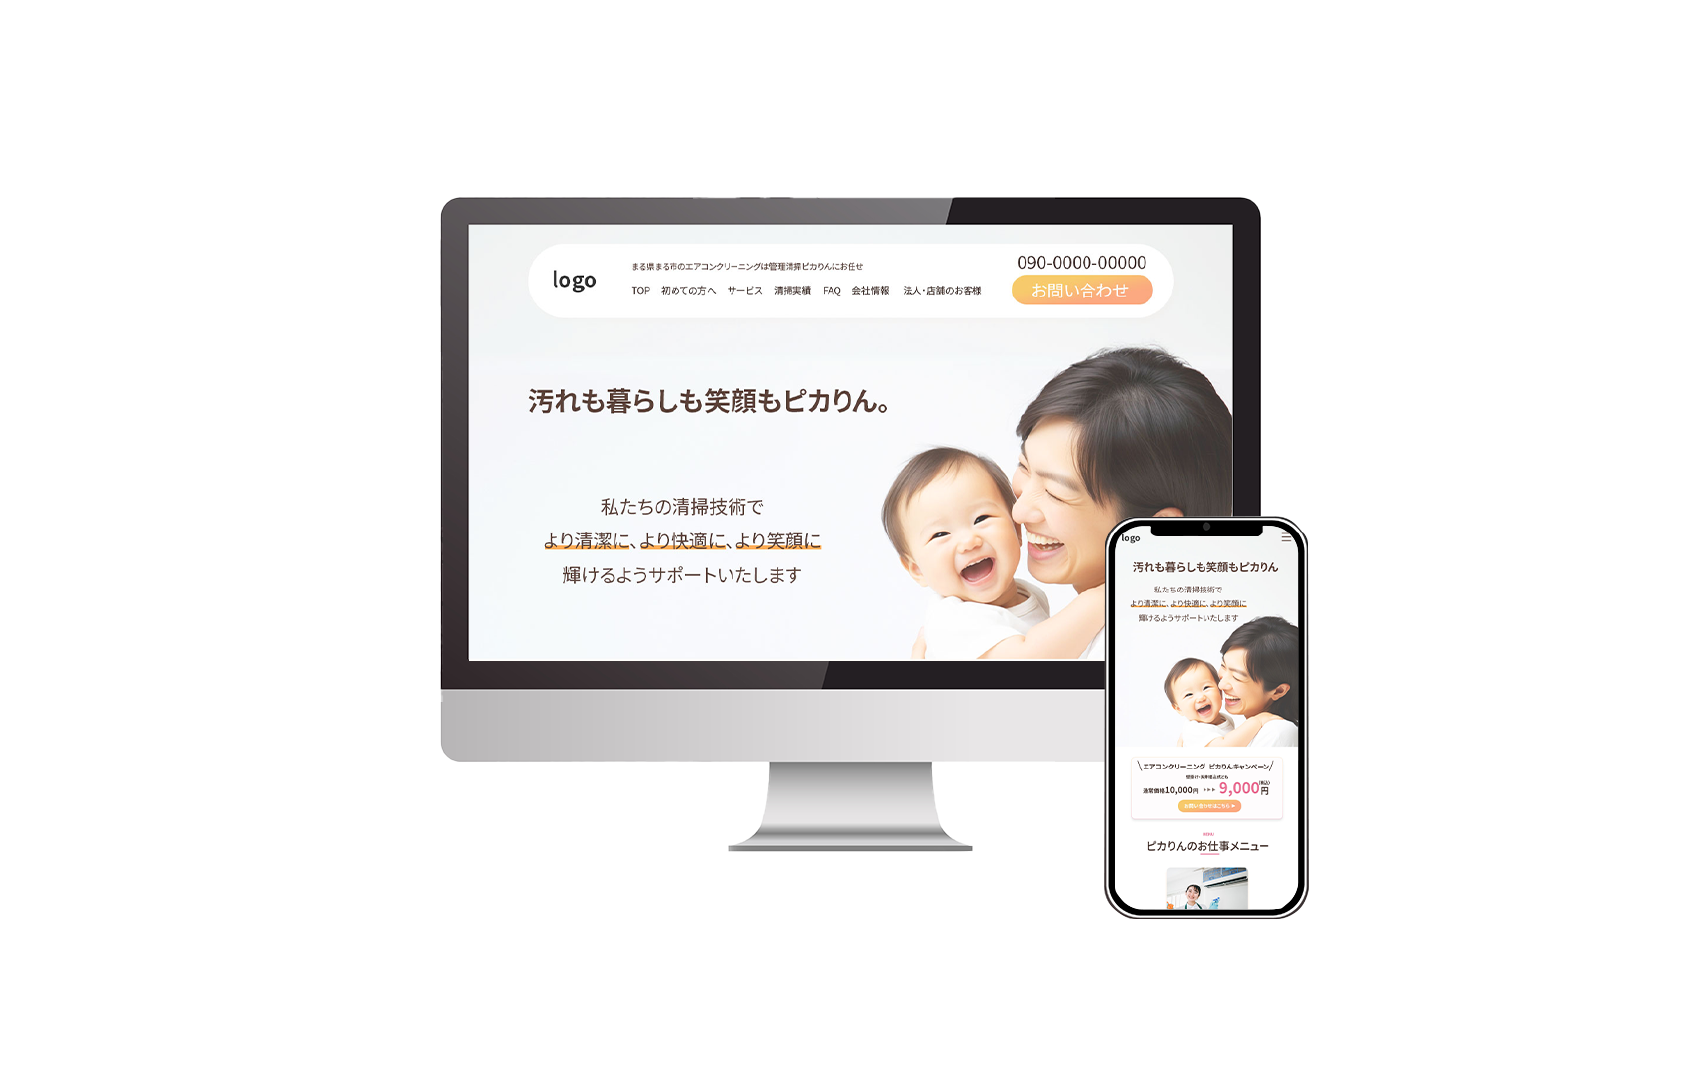 logo
まる県まる市のエアコンクリーニングは管理清掃ピカりんにお任せ
TOP 初めての方へ サービス 清掃実績 FAQ 会社情報 法人・店舗のお客様
090-0000-00000
お問い合わせ
汚れも暮らしも笑顔もピカりん。
私たちの清掃技術で
より清潔に、より快適に、より笑顔に
輝けるようサポートいたします
logo
汚れも暮らしも笑顔もピカりん
私たちの清掃技術で
より清潔に、より快適に、より笑顔に
輝けるようサポートいたします
\エアコンクリーニング ピカりんキャンペーン/
通常価格10,000円 ▶▶▶ 9,000円(税込)
お問い合わせはこちら ▶
MENU
ピカりんのお仕事メニュー